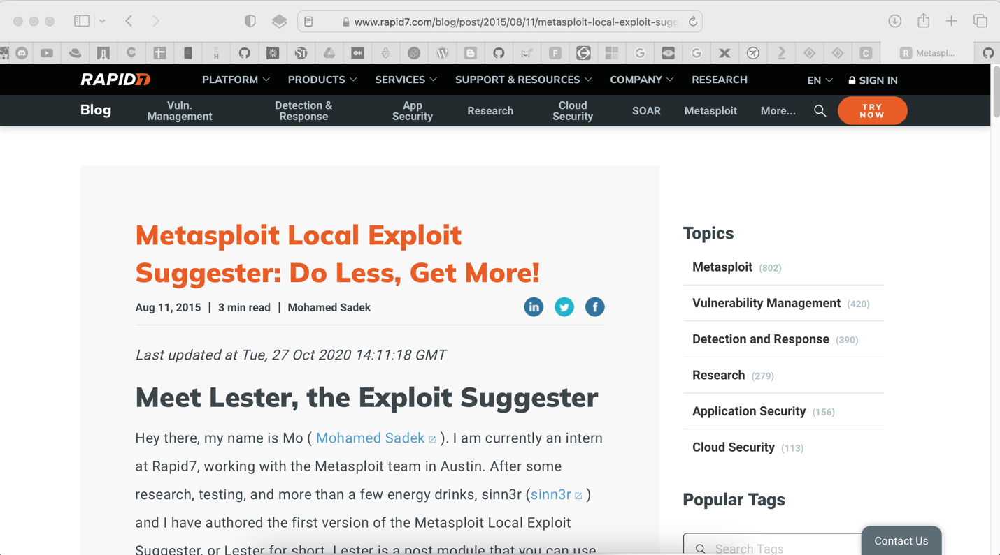 www.rapid7.com/blog/post/2015/08/11/metasploit-local-exploit-sugg
R Metaspl...
RAPID7
PLATFORM
PRODUCTS
SERVICES
SUPPORT & RESOURCES
COMPANY
RESEARCH
EN
SIGN IN
Blog
Vuln.
Management
Detection &
Response
App
Security
Research
Cloud
Security
SOAR
Metasploit
More...
TRY
NOW
Metasploit Local Exploit
Suggester: Do Less, Get More!
Aug 11, 2015 | 3 min read | Mohamed Sadek
Last updated at Tue, 27 Oct 2020 14:11:18 GMT
Meet Lester, the Exploit Suggester
Hey there, my name is Mo ( Mohamed Sadek ). I am currently an intern
at Rapid7, working with the Metasploit team in Austin. After some
research, testing, and more than a few energy drinks, sinn3r (sinn3r )
and I have authored the first version of the Metasploit Local Exploit
Suggester, or Lester for short. Lester is a post module that you can use
Topics
Metasploit (802)
Vulnerability Management (420)
Detection and Response (390)
Research (279)
Application Security (156)
Cloud Security (113)
Popular Tags
Search Tags
Contact Us